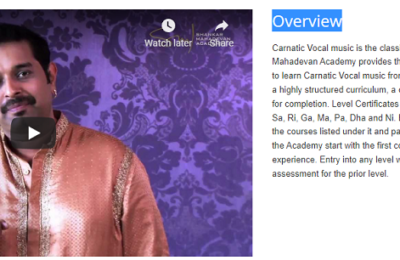 Watch later
Share
SHANKAR
MAHADEVAN
Overview
Carnatic Vocal music is the classi
Mahadevan Academy provides th
to learn Carnatic Vocal music from
a highly structured curriculum, a c
for completion. Level Certificates
Sa, Ri, Ga, Ma, Pa, Dha and Ni.
the courses listed under it and pa
the Academy start with the first co
experience. Entry into any level w
assessment for the prior level.